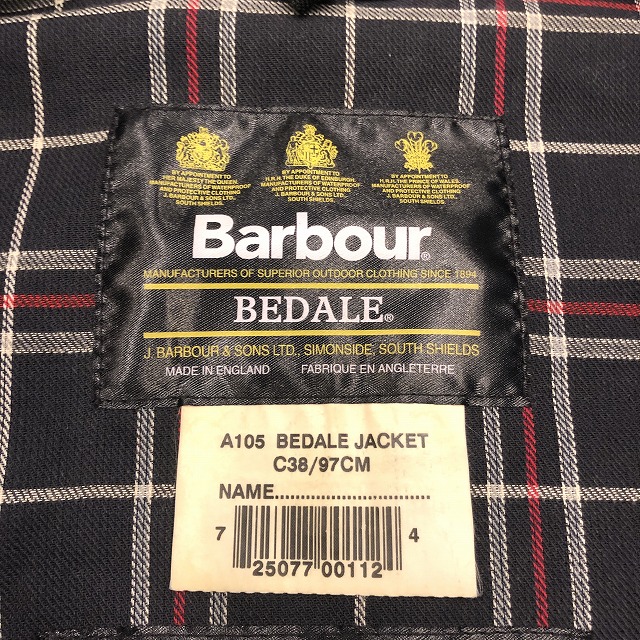 BY APPOINTMENT TO
HER MAJESTY THE QUEEN.
MANUFACTURERS OF WATERPROOF
AND PROTECTIVE CLOTHING
J. BARBOUR & SONS LTD.
SOUTH SHIELDS.
BY APPOINTMENT TO
H.R.H. THE DUKE OF EDINBURGH.
MANUFACTURERS OF WATERPROOF
AND PROTECTIVE CLOTHING
J. BARBOUR & SONS LTD.
SOUTH SHIELDS.
BY APPOINTMENT TO
H.R.H. THE PRINCE OF WALES.
MANUFACTURERS OF WATERPROOF
AND PROTECTIVE CLOTHING
J. BARBOUR & SONS LTD.
SOUTH SHIELDS.
Barbour®
MANUFACTURERS OF SUPERIOR OUTDOOR CLOTHING SINCE 1894
BEDALE®
J. BARBOUR & SONS LTD., SIMONSIDE, SOUTH SHIELDS
MADE IN ENGLAND FABRIQUE EN ANGLETERRE
A105 BEDALE JACKET
C38/97CM
NAME..............................
7 4
25077 00112